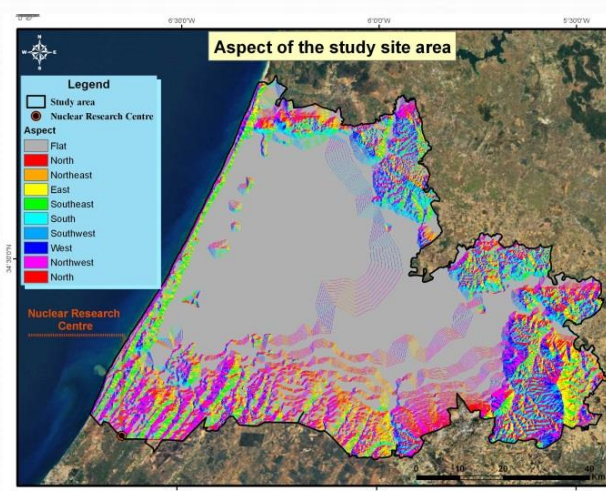 6°30'0"W
6°0'0"W
5°30'0"W
Aspect of the study site area
N
W
E
S
Legend
Study area
Nuclear Research Centre
Aspect
Flat
North
Northeast
East
Southeast
South
Southwest
West
Northwest
North
34°30'0"N
Nuclear Research
Centre
0
10
20
40
Km